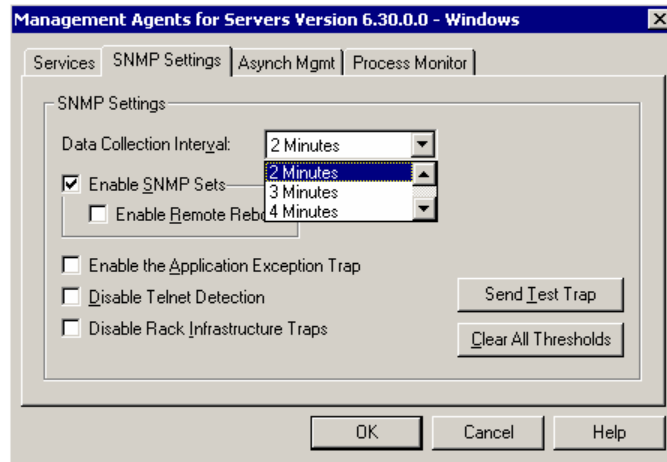 Management Agents for Servers Version 6.30.0.0 - Windows
Services SNMP Settings Asynch Mgmt Process Monitor
SNMP Settings
Data Collection Interval: 2 Minutes
2 Minutes
Enable SNMP Sets
3 Minutes
Enable Remote Rebo
4 Minutes
Enable the Application Exception Trap
Disable Telnet Detection
Send Test Trap
Disable Rack Infrastructure Traps
Clear All Thresholds
OK Cancel Help